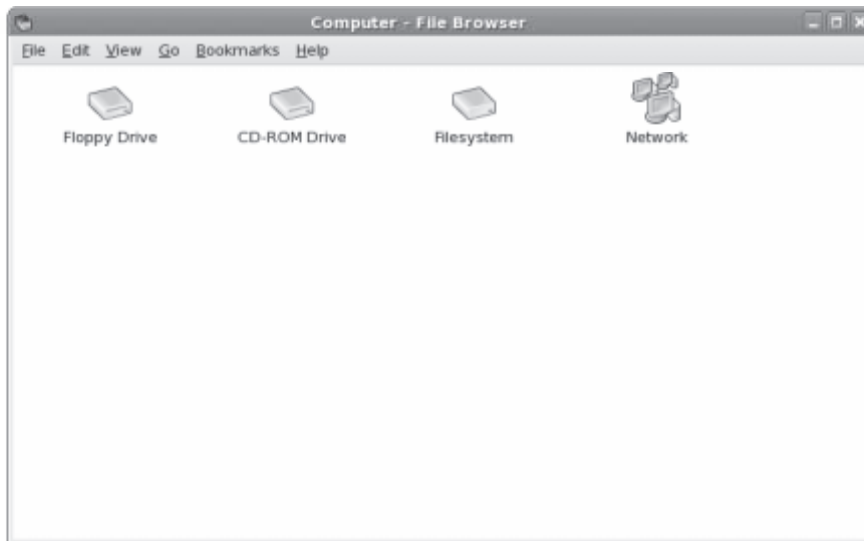 Computer - File Browser
File Edit View Go Bookmarks Help
Floppy Drive CD-ROM Drive Filesystem Network